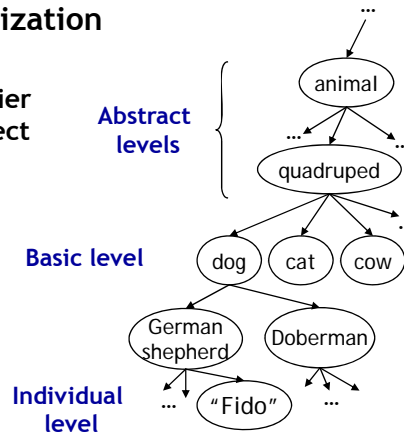 ization
...
ier
ect
animal
Abstract
levels
...
..
quadruped
.
Basic level
dog
cat
cow
German
shepherd
Doberman
Individual
level
...
"Fido"
...